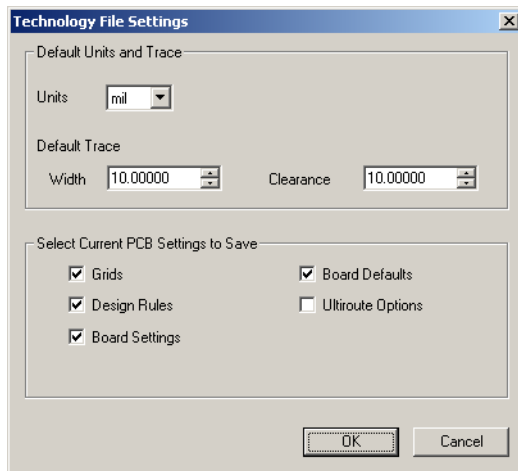 Technology File Settings
Default Units and Trace
Units mil
Default Trace
Width 10.00000 Clearance 10.00000
Select Current PCB Settings to Save
Grids Board Defaults
Design Rules Ultiroute Options
Board Settings
OK Cancel